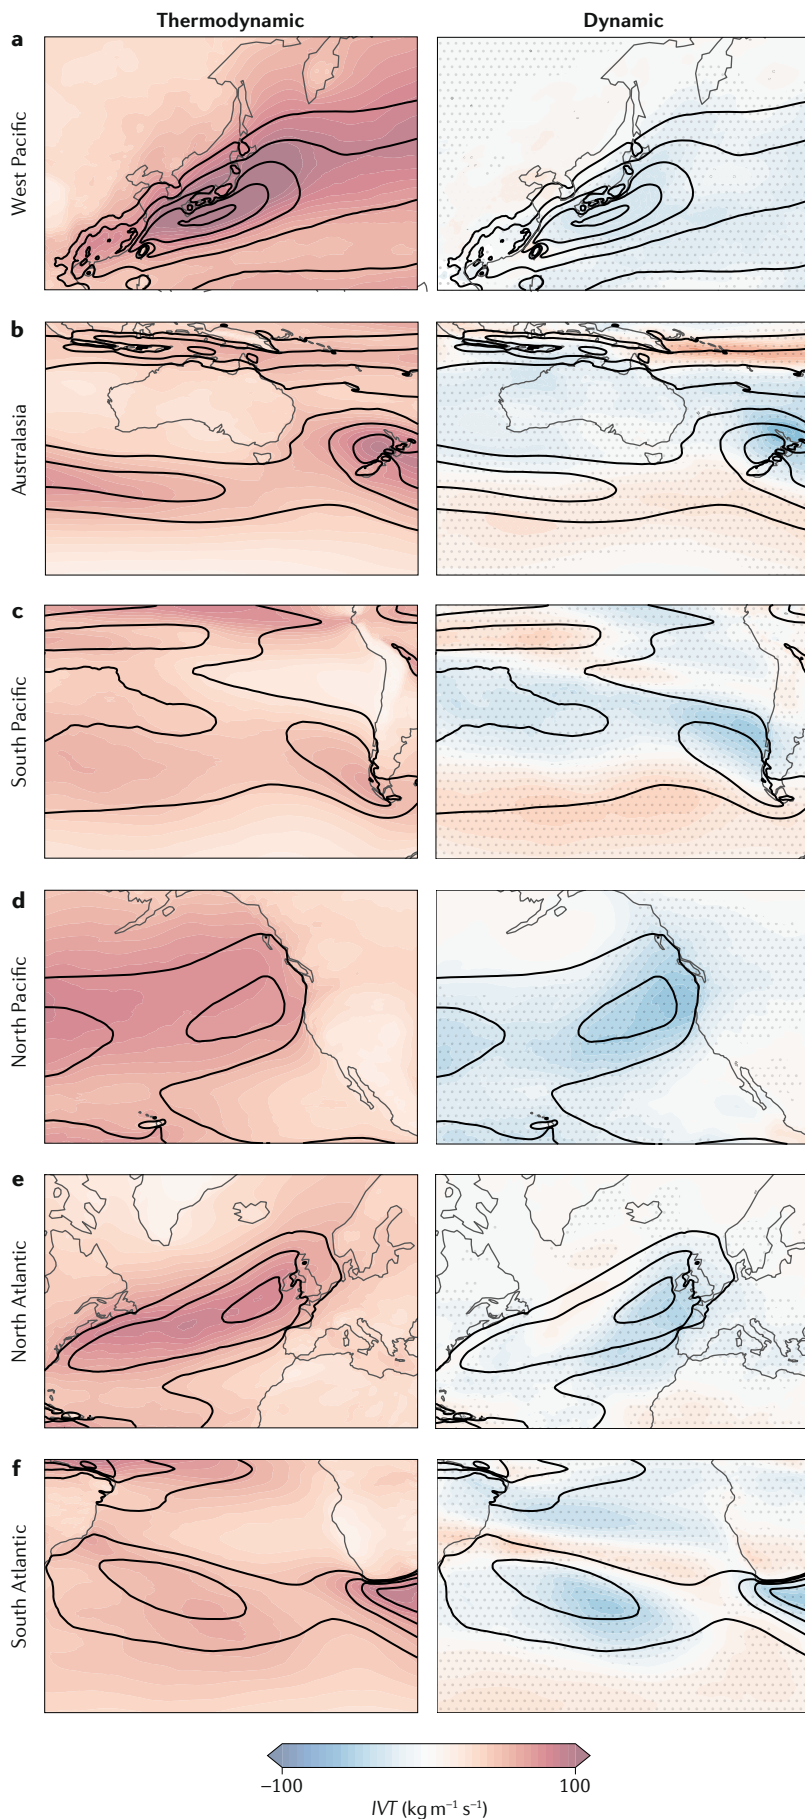 Thermodynamic Dynamic
a
West Pacific
b
Australasia
c
South Pacific
d
North Pacific
e
North Atlantic
f
South Atlantic
−100 100
IVT (kg m⁻¹ s⁻¹)